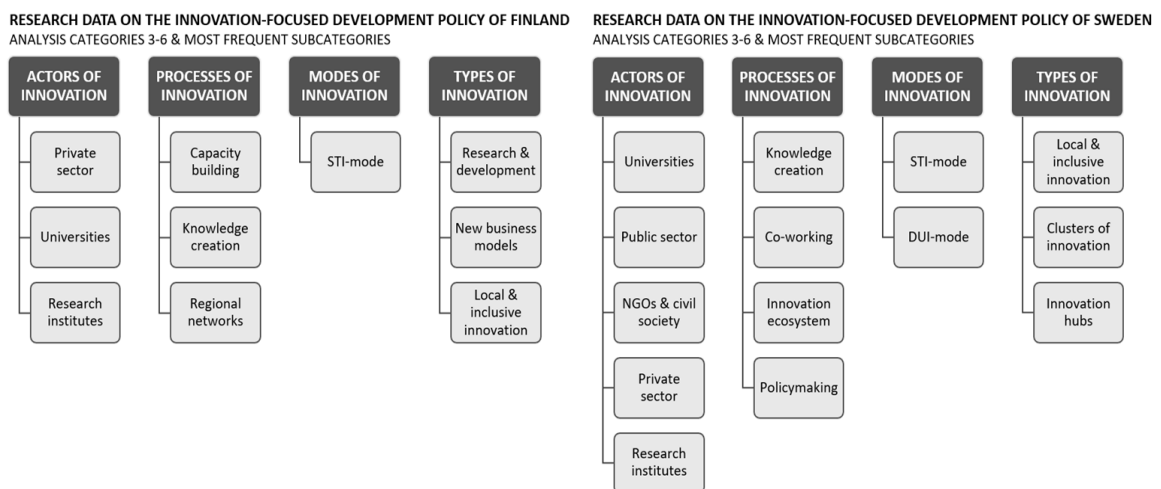 RESEARCH DATA ON THE INNOVATION-FOCUSED DEVELOPMENT POLICY OF FINLAND
ANALYSIS CATEGORIES 3-6 & MOST FREQUENT SUBCATEGORIES
ACTORS OF
INNOVATION
Private
sector
Universities
Research
institutes
PROCESSES OF
INNOVATION
Capacity
building
Knowledge
creation
Regional
networks
MODES OF
INNOVATION
STI-mode
TYPES OF
INNOVATION
Research &
development
New business
models
Local &
inclusive
innovation
RESEARCH DATA ON THE INNOVATION-FOCUSED DEVELOPMENT POLICY OF SWEDEN
ANALYSIS CATEGORIES 3-6 & MOST FREQUENT SUBCATEGORIES
ACTORS OF
INNOVATION
Universities
Public sector
NGOs & civil
society
Private
sector
Research
institutes
PROCESSES OF
INNOVATION
Knowledge
creation
Co-working
Innovation
ecosystem
Policymaking
MODES OF
INNOVATION
STI-mode
DUI-mode
TYPES OF
INNOVATION
Local &
inclusive
innovation
Clusters of
innovation
Innovation
hubs